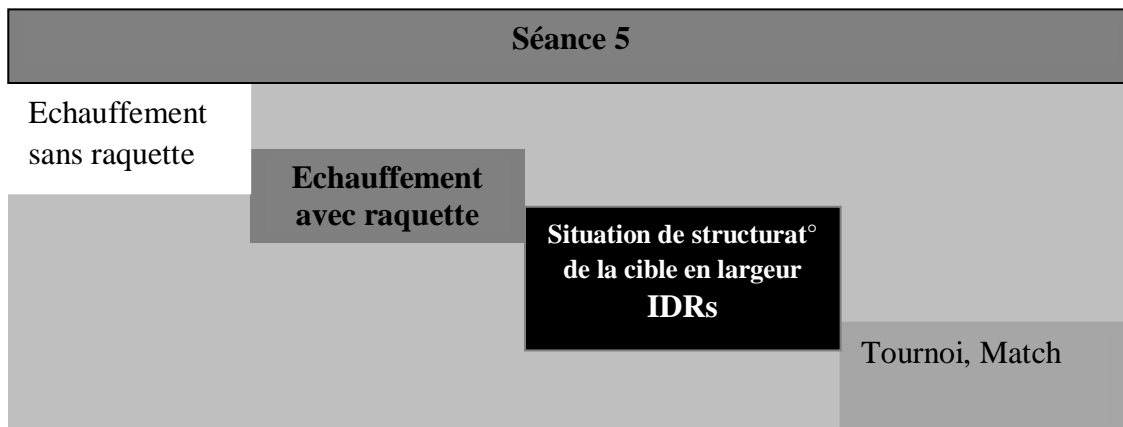 Séance 5
Echauffement
sans raquette
Echauffement
avec raquette
Situation de structurat°
de la cible en largeur
IDRs
Tournoi, Match